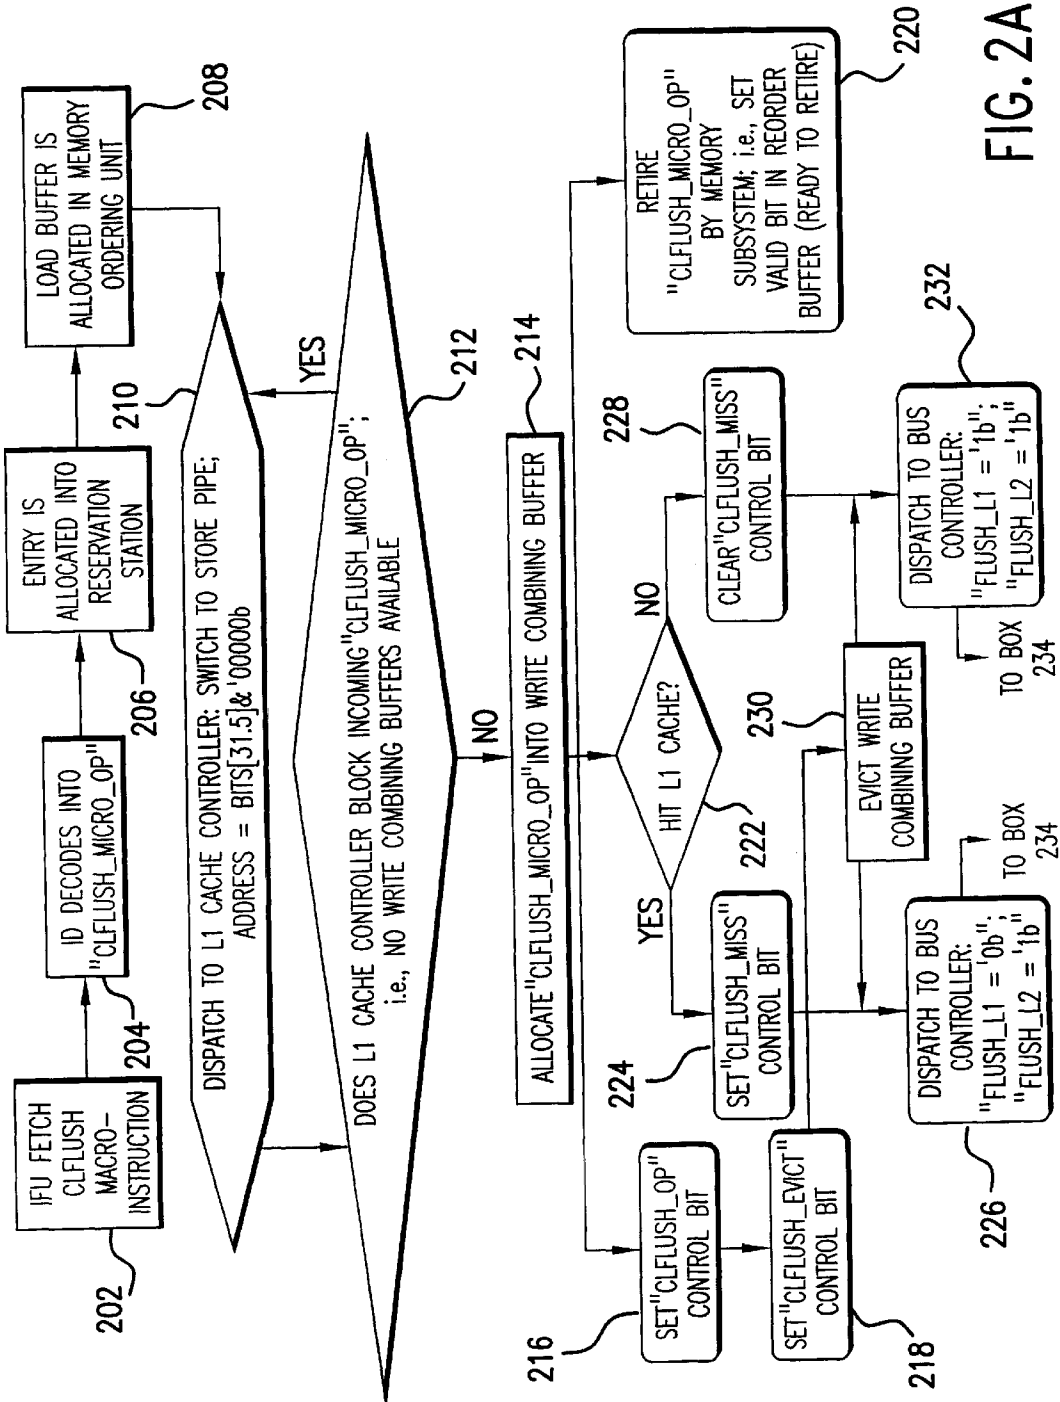 IFU FETCH
CLFLUSH
MACRO-
INSTRUCTION
202
ID DECODES INTO
"CLFLUSH_MICRO_OP"
204
ENTRY IS
ALLOCATED INTO
RESERVATION
STATION
206
LOAD BUFFER IS
ALLOCATED IN MEMORY
ORDERING UNIT
208
210
DISPATCH TO L1 CACHE CONTROLLER: SWITCH TO STORE PIPE;
ADDRESS = BITS[31.5]&'00000b
YES
DOES L1 CACHE CONTROLLER BLOCK INCOMING"CLFLUSH_MICRO_OP";
i.e., NO WRITE COMBINING BUFFERS AVAILABLE
212
NO
214
ALLOCATE"CLFLUSH_MICRO_OP"INTO WRITE COMBINING BUFFER
216
SET"CLFLUSH_OP"
CONTROL BIT
SET"CLFLUSH_EVICT"
CONTROL BIT
218
HIT L1 CACHE?
222
YES
NO
224
SET"CLFLUSH_MISS"
CONTROL BIT
228
CLEAR"CLFLUSH_MISS"
CONTROL BIT
RETIRE
"CLFLUSH_MICRO_OP"
BY MEMORY
SUBSYSTEM; i.e., SET
VALID BIT IN REORDER
BUFFER (READY TO RETIRE)
220
230
EVICT WRITE
COMBINING BUFFER
226
DISPATCH TO BUS
CONTROLLER:
"FLUSH_L1 ='0b";
"FLUSH_L2 ='1b"
TO BOX
234
232
DISPATCH TO BUS
CONTROLLER:
"FLUSH_L1 ='1b";
"FLUSH_L2 ='1b"
TO BOX
234
FIG. 2A